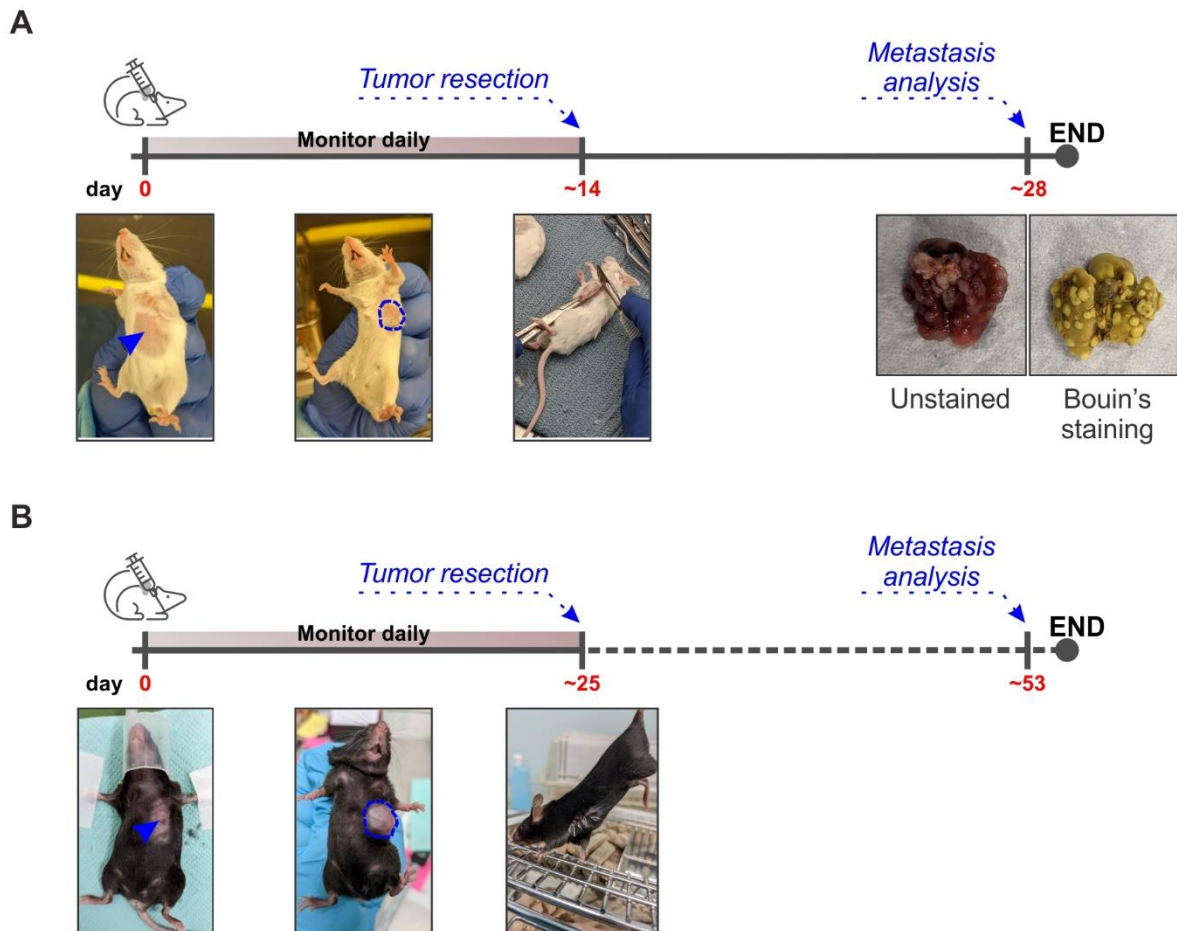 A
Tumor resection
Metastasis
analysis
Monitor daily
END
day 0 ~14 ~28
Unstained
Bouin's
staining
B
Tumor resection
Metastasis
analysis
Monitor daily
END
day 0 ~25 ~53